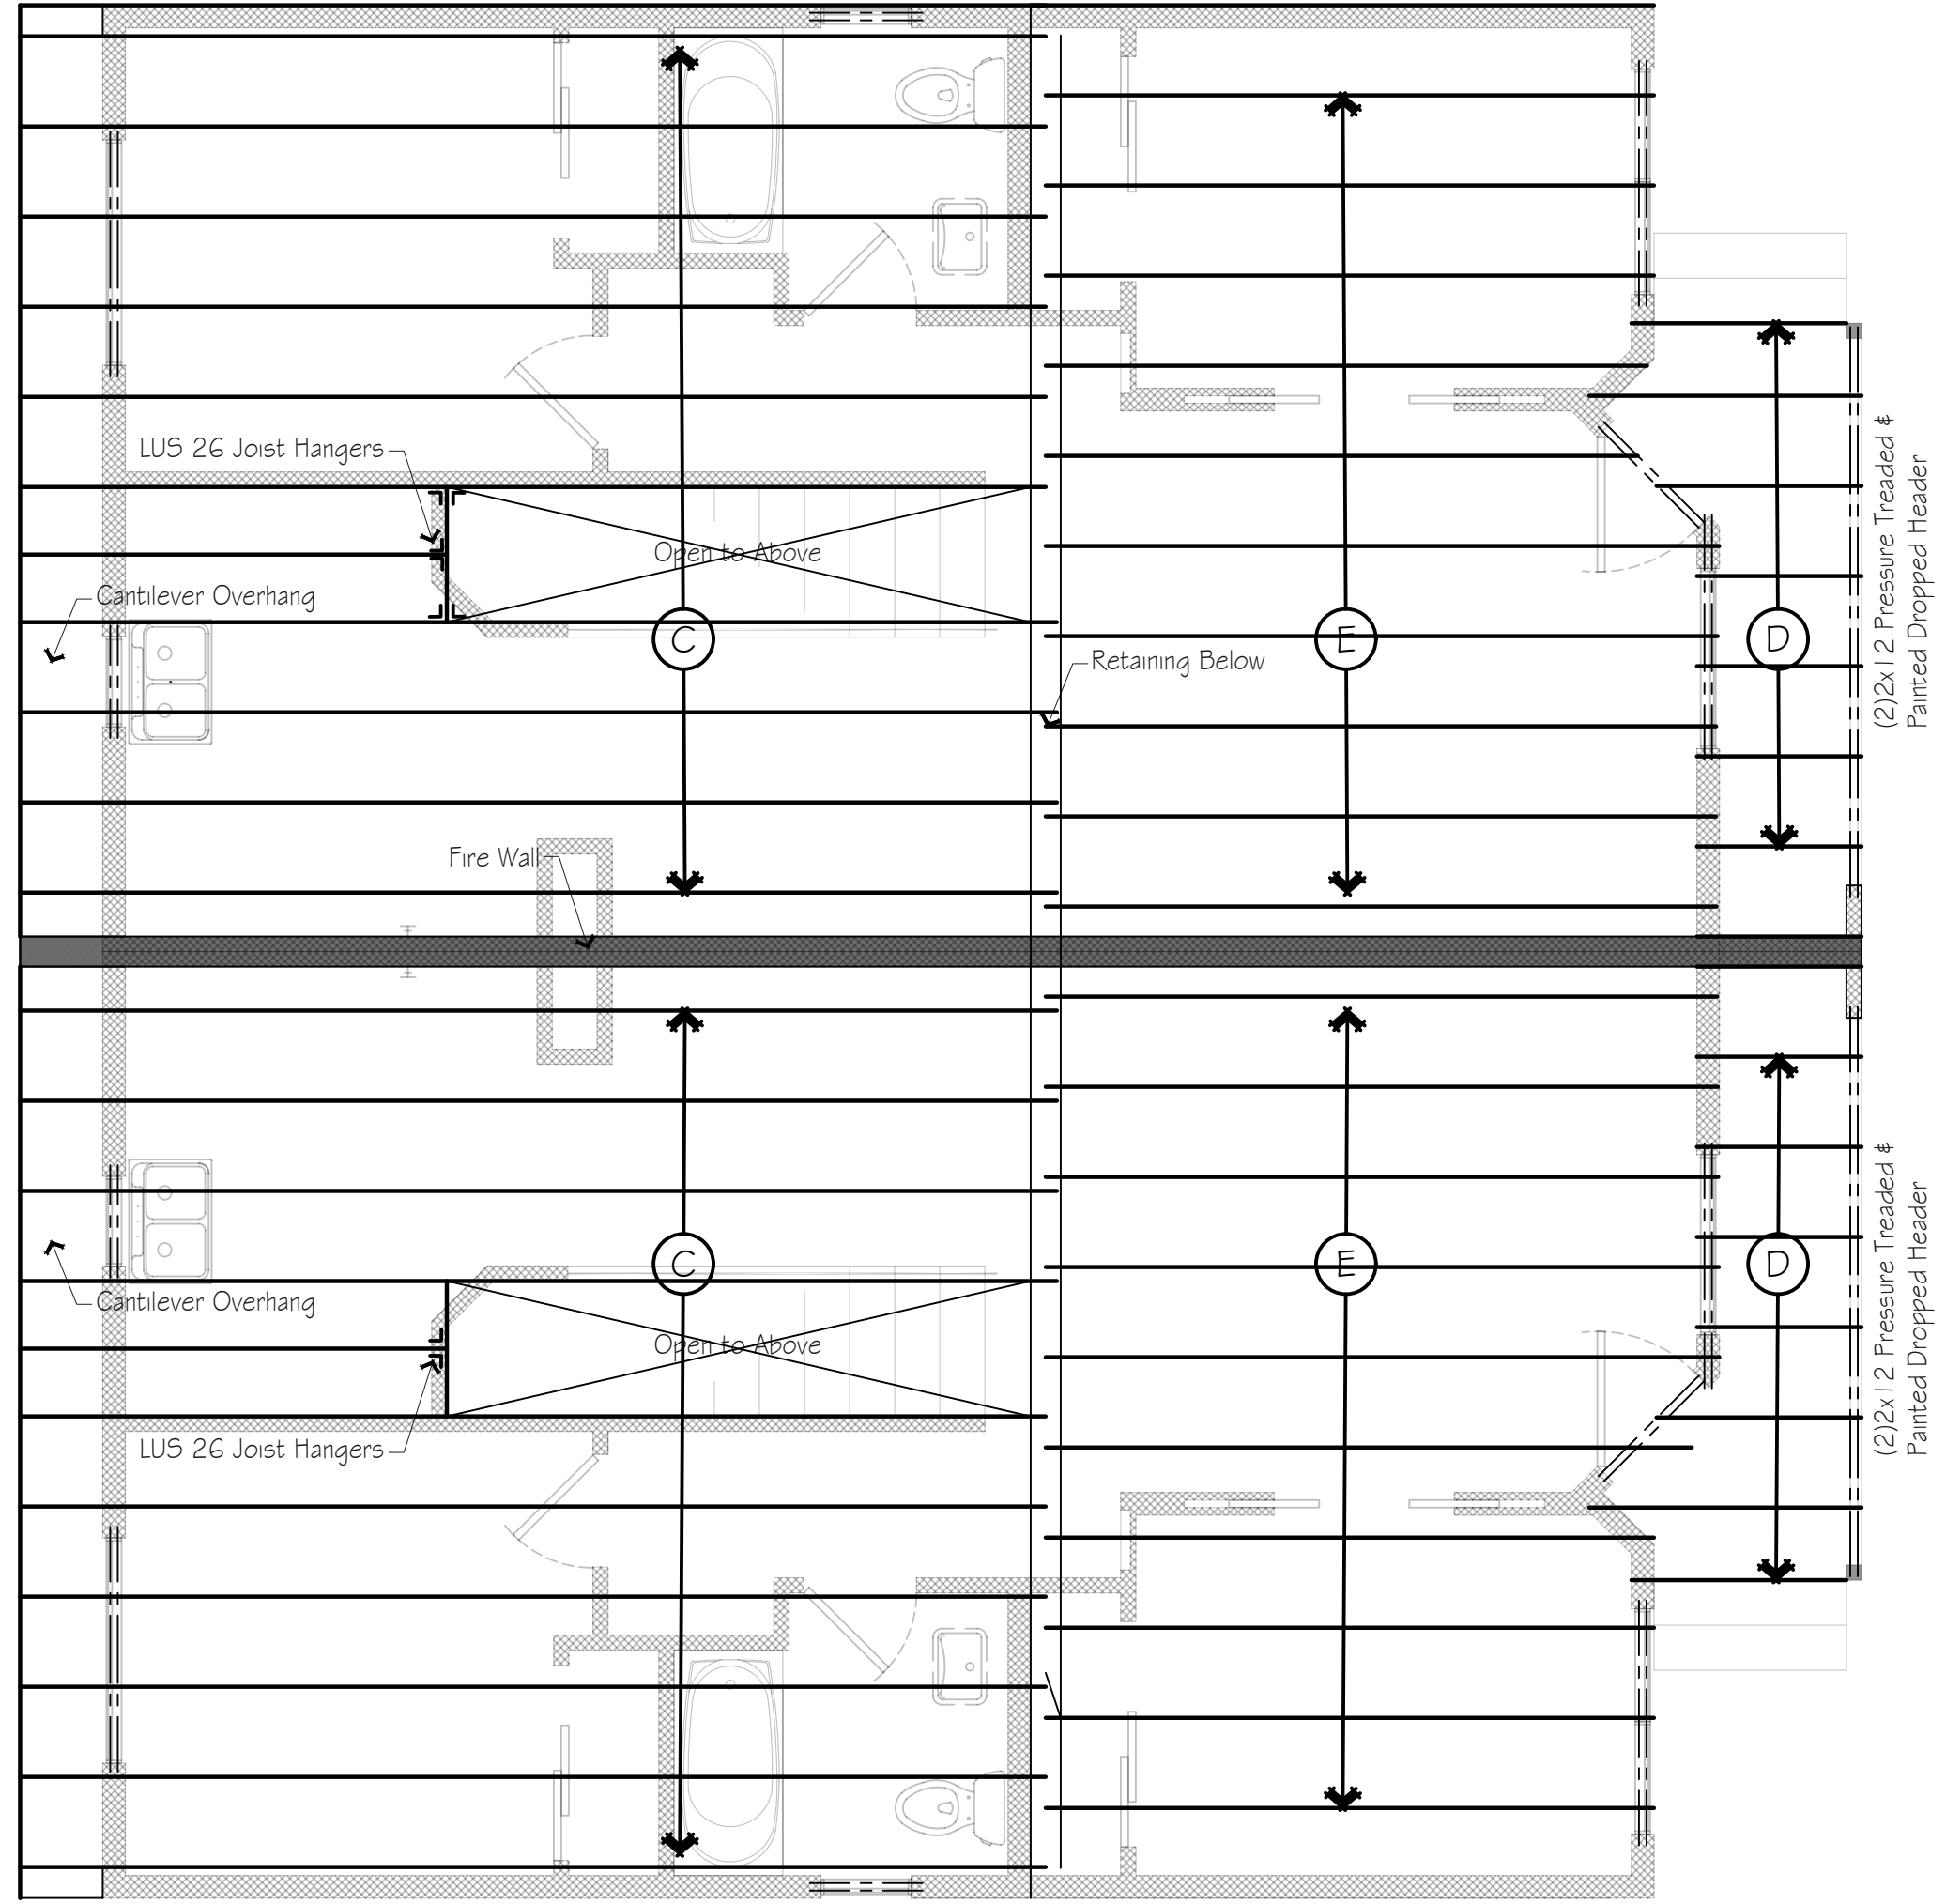 LUS 26 Joist Hangers
Open to Above
Cantilever Overhang
C
E
D
Retaining Below
(2)2x12 Pressure Treaded &
Painted Dropped Header
Fire Wall
C
E
D
Cantilever Overhang
Open to Above
LUS 26 Joist Hangers
(2)2x12 Pressure Treaded &
Painted Dropped Header